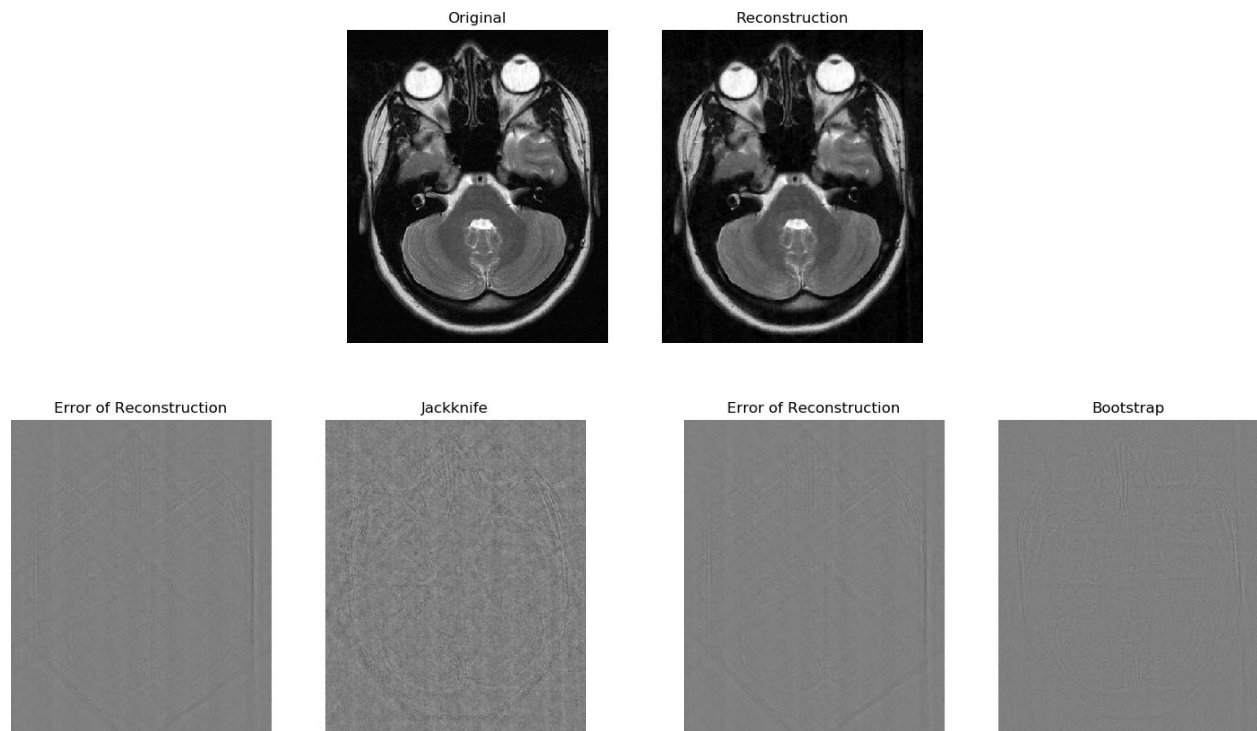 Original
Reconstruction
Error of Reconstruction
Jackknife
Error of Reconstruction
Bootstrap